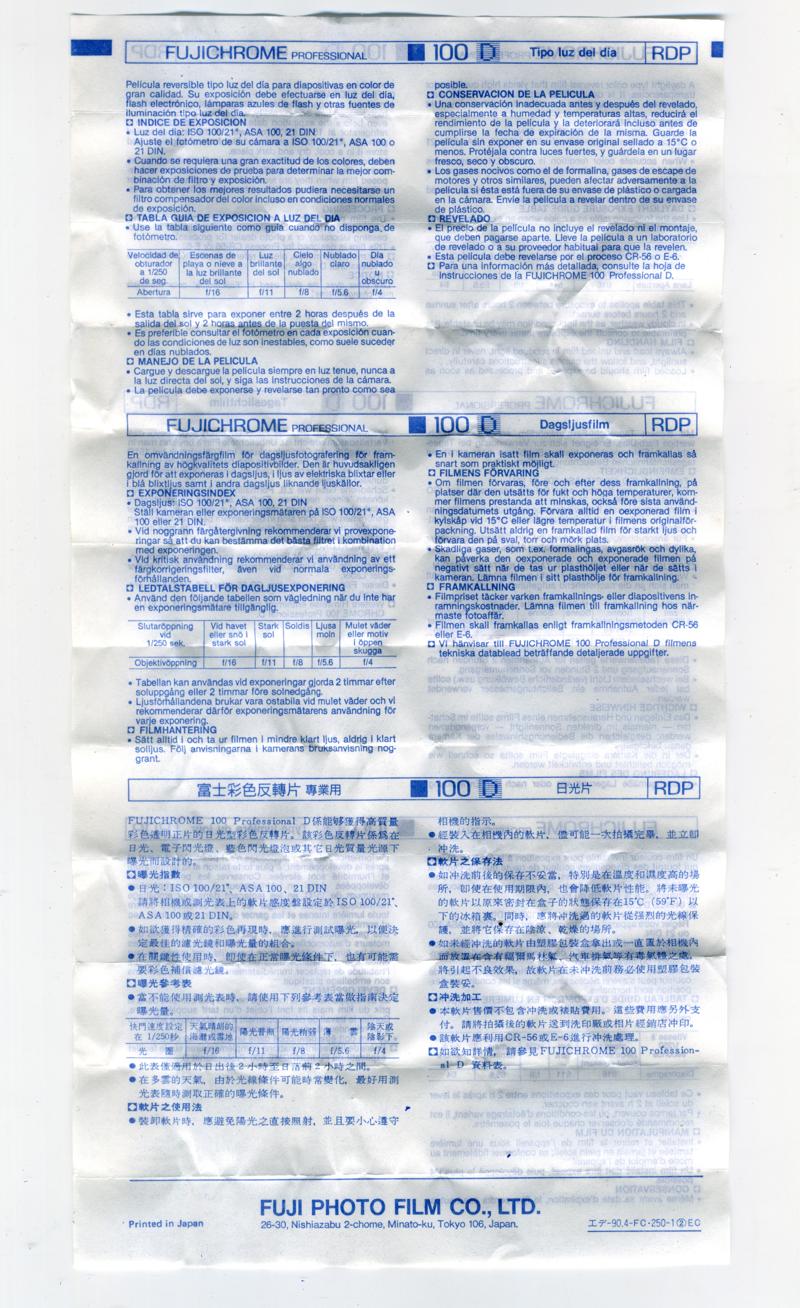 FUJICHROME PROFESSIONAL 100 D Tipo luz del día RDP
Película reversible tipo luz del día para diapositivas en color de
gran calidad. Su exposición debe efectuarse en luz del día,
flash electrónico, lámparas azules de flash y otras fuentes de
iluminación tipo luz del día.
INDICE DE EXPOSICION
• Luz del día: ISO 100/21°, ASA 100, 21 DIN
Ajuste el fotómetro de su cámara a ISO 100/21°, ASA 100 o
21 DIN.
• Cuando se requiera una gran exactitud de los colores, deben
hacer exposiciones de prueba para determinar la mejor com-
binación de filtro y exposición.
• Para obtener los mejores resultados pudiera necesitarse un
filtro compensador del color incluso en condiciones normales
de exposición.
TABLA GUIA DE EXPOSICION A LUZ DEL DIA
• Use la tabla siguiente como guía cuando no disponga de
fotómetro.
Velocidad de Escenas de Luz Cielo Nublado Día
obturador playa o nieve a brillante algo claro nublado
a 1/250 la luz brillante del sol nublado u
de seg. del sol obscuro
Abertura f/16 f/11 f/8 f/5.6 f/4
• Esta tabla sirve para exponer entre 2 horas después de la
salida del sol y 2 horas antes de la puesta del mismo.
• Es preferible consultar el fotómetro en cada exposición cuan-
do las condiciones de luz son inestables, como suele suceder
en días nublados.
MANEJO DE LA PELICULA
• Cargue y descargue la película siempre en luz tenue, nunca a
la luz directa del sol, y siga las instrucciones de la cámara.
• La película debe exponerse y revelarse tan pronto como sea
posible.
CONSERVACION DE LA PELICULA
• Una conservación inadecuada antes y después del revelado,
especialmente a humedad y temperaturas altas, reducirá el
rendimiento de la película y la deteriorará incluso antes de
cumplirse la fecha de expiración de la misma. Guarde la
película sin exponer en su envase original sellado a 15°C o
menos. Protéjala contra luces fuertes, y guárdela en un lugar
fresco, seco y obscuro.
• Los gases nocivos como el de formalina, gases de escape de
motores y otros similares, pueden afectar adversamente a la
película si ésta está fuera de su envase de plástico o cargada
en la cámara. Envíe la película a revelar dentro de su envase
de plástico.
REVELADO
• El precio de la película no incluye el revelado ni el montaje,
que deben pagarse aparte. Lleve la película a un laboratorio
de revelado o a su proveedor habitual para que la revelen.
• Esta película debe revelarse por el proceso CR-56 o E-6.
Para una información más detallada, consulte la hoja de
instrucciones de la FUJICHROME 100 Professional D.
FUJICHROME PROFESSIONAL 100 D Dagsljusfilm RDP
En omvändningsfärgfilm för dagsljusfotografering för fram-
kallning av högkvalitets diapositivbilder. Den är huvudsakligen
gjord för att exponeras i dagsljus, i ljus av elektriska blixtar eller
i blå blixtljus samt i andra dagsljus liknande ljuskällor.
EXPONERINGSINDEX
• Dagsljus: ISO 100/21°, ASA 100, 21 DIN
Ställ kameran eller exponeringsmätaren på ISO 100/21°, ASA
100 eller 21 DIN.
• Vid noggrann färgåtergivning rekommenderar vi provexpone-
ringar så att du kan bestämma det bästa filtret i kombination
med exponeringen.
• Vid kritisk användning rekommenderar vi användning av ett
färgkorrigeringsfilter, även vid normala exponerings-
förhållanden.
LEDTALSTABELL FÖR DAGLJUSEXPONERING
• Använd den följande tabellen som vägledning när du inte har
en exponeringsmätare tillgänglig.
Slutaröppning Vid havet Stark Soldis Ljusa Mulet väder
vid eller snö i sol moln eller motiv
1/250 sek. stark sol i öppen
skugga
Objektivöppning f/16 f/11 f/8 f/5.6 f/4
• Tabellan kan användas vid exponeringar gjorda 2 timmar efter
soluppgång eller 2 timmar före solnedgång.
• Ljusförhållandena brukar vara ostabila vid mulet väder och vi
rekommenderar därför exponeringsmätarens användning för
varje exponering.
FILMHANTERING
• Sätt alltid i och ta ur filmen i mindre klart ljus, aldrig i klart
solljus. Följ anvisningarna i kamerans bruksanvisning nog-
grant.
• En i kameran isatt film skall exponeras och framkallas så
snart som praktiskt möjligt.
FILMENS FÖRVARING
• Om filmen förvaras, före och efter dess framkallning, på
platser där den utsätts för fukt och höga temperaturer, kom-
mer filmens prestanda att minskas, också före sista använd-
ningsdatumets utgång. Förvara alltid en oexponerad film i
kylskåp vid 15°C eller lägre temperatur i filmens originalför-
packning. Utsätt aldrig en framkallad film för starkt ljus och
förvara den på sval, torr och mörk plats.
• Skadliga gaser, som t.ex. formalingas, avgasrök och dylika,
kan påverka den oexponerade och exponerade filmen på
negativt sätt när de tas ur plasthöljet eller när de sätts i
kameran. Lämna filmen i sitt plasthölje för framkallning.
FRAMKALLNING
• Filmpriset täcker varken framkallnings- eller diapositivens in-
ramningskostnader. Lämna filmen till framkallning hos när-
maste fotoaffär.
• Filmen skall framkallas enligt framkallningsmetoden CR-56
eller E-6.
Vi hänvisar till FUJICHROME 100 Professional D filmens
tekniska datablead beträffande detaljerade uppgifter.
富士彩色反轉片 專業用 100 D 日光片 RDP
FUJICHROME 100 Professional D係能够獲得高質量
彩色透明正片的日光型彩色反轉片。該彩色反轉片係為在
日光、電子閃光燈、藍色閃光燈泡或其它日光質量光源下
曝光而設計的。
曝光指數
●日光：ISO 100/21°、ASA 100、21 DIN
請將相機或測光表上的軟片感度盤設定於ISO 100/21°、
ASA 100或21 DIN。
●如欲獲得精確的彩色再現時、應進行測試曝光、以便決
定最佳的濾光鏡和曝光量的組合。
●在關鍵性使用時、即使在正常曝光條件下、也有可能需
要彩色補償濾光鏡。
曝光參考表
●當不能使用測光表時、請使用下列參考表當做指南決定
曝光量。
快門速度設定 天氣晴朗的 陽光普照 陽光稍弱 薄 雲 陰天或
在 1/250秒 海灘或雪地 陰影下
光 圈 f/16 f/11 f/8 f/5.6 f/4
●此表僅適用於日出後2小時至日落前2小時之間。
●在多雲的天氣、由於光線條件可能時常變化、最好用測
光表隨時測取正確的曝光條件。
軟片之使用法
●裝卸軟片時、應避免陽光之直接照射、並且要小心遵守
相機的指示。
●經裝入在相機內的軟片、儘可能一次拍攝完畢、並立即
沖洗。
軟片之保存法
●如沖洗前後的保存不妥當、特別是在溫度和濕度高的場
所、即使在使用期限內、也會降低軟片性能。將未曝光
的軟片以原來密封在盒子的狀態保存在15℃ (59°F) 以
下的冰箱裏。同時、應將沖洗過的軟片從強烈的光線保
護、並將它保存在陰涼、乾燥的場所。
●如未經沖洗的軟片由塑膠包裝盒拿出或一直置於相機內
而放置在含有福爾馬林氣、汽車排氣等有毒氣體之處、
將引起不良效果、故軟片在未沖洗前務必使用塑膠包裝
盒裝妥。
沖洗加工
●本軟片售價不包含沖洗或裱貼費用。這些費用應另外支
付。請將拍攝後的軟片送到沖印廠或相片經銷店沖印。
●該軟片應利用CR-56或E-6進行沖洗處理。
如欲知詳情、請參見FUJICHROME 100 Profession-
al D 資料表。
FUJI PHOTO FILM CO., LTD.
Printed in Japan 26-30, Nishiazabu 2-chome, Minato-ku, Tokyo 106, Japan. エデ-90.4-FC・250-1②EC